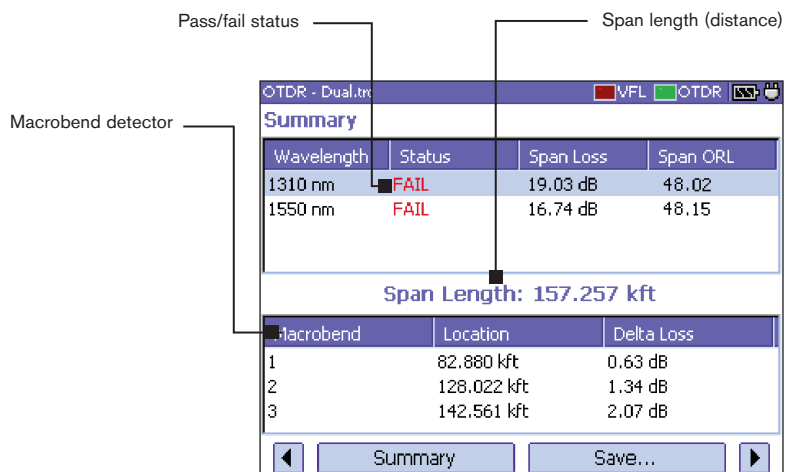 Pass/fail status
Span length (distance)
Macrobend detector
OTDR - Dual.trc VFL OTDR
Summary
Wavelength Status Span Loss Span ORL
1310 nm FAIL 19.03 dB 48.02
1550 nm FAIL 16.74 dB 48.15
Span Length: 157.257 kft
Macrobend Location Delta Loss
1 82.880 kft 0.63 dB
2 128.022 kft 1.34 dB
3 142.561 kft 2.07 dB
Summary Save...